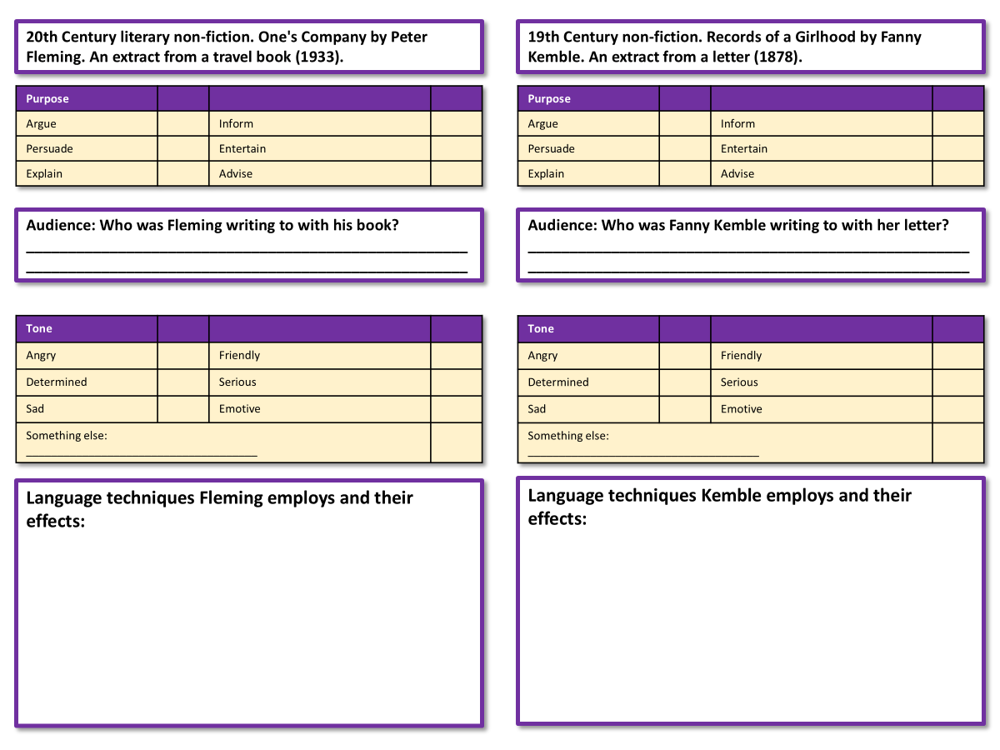 20th Century literary non-fiction. One's Company by Peter
Fleming. An extract from a travel book (1933).
Purpose
Argue Inform
Persuade Entertain
Explain Advise
Audience: Who was Fleming writing to with his book?
Tone
Angry Friendly
Determined Serious
Sad Emotive
Something else:
Language techniques Fleming employs and their
effects:
19th Century non-fiction. Records of a Girlhood by Fanny
Kemble. An extract from a letter (1878).
Purpose
Argue Inform
Persuade Entertain
Explain Advise
Audience: Who was Fanny Kemble writing to with her letter?
Tone
Angry Friendly
Determined Serious
Sad Emotive
Something else:
Language techniques Kemble employs and their
effects: